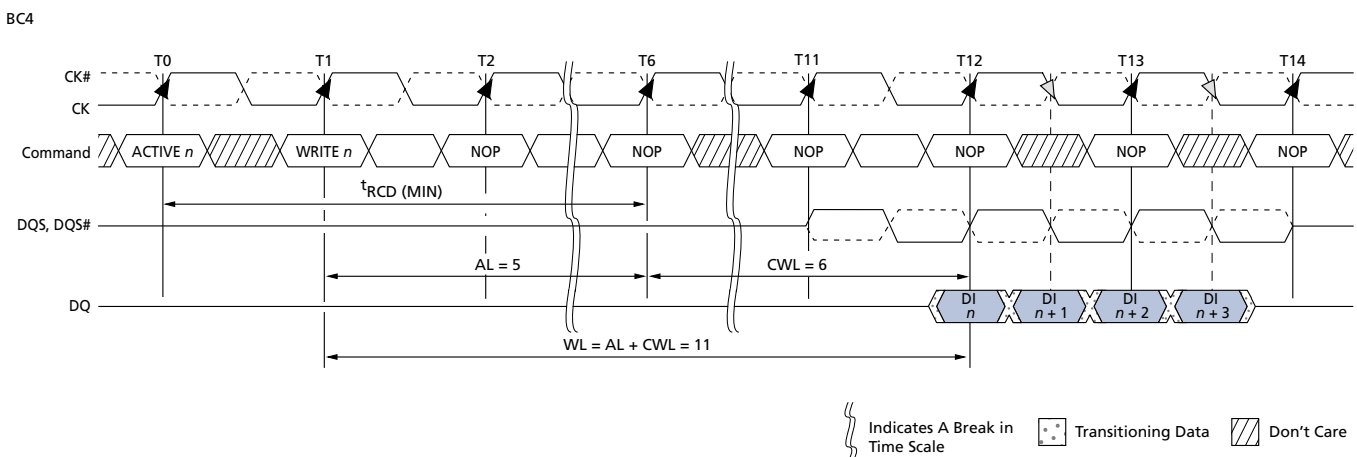 BC4
T0 T1 T2 T6 T11 T12 T13 T14
CK#
CK
Command ACTIVE n WRITE n NOP NOP NOP NOP NOP NOP
tRCD (MIN)
DQS, DQS#
AL = 5 CWL = 6
DQ DI n DI n + 1 DI n + 2 DI n + 3
WL = AL + CWL = 11
Indicates A Break in
Time Scale
Transitioning Data
Don't Care